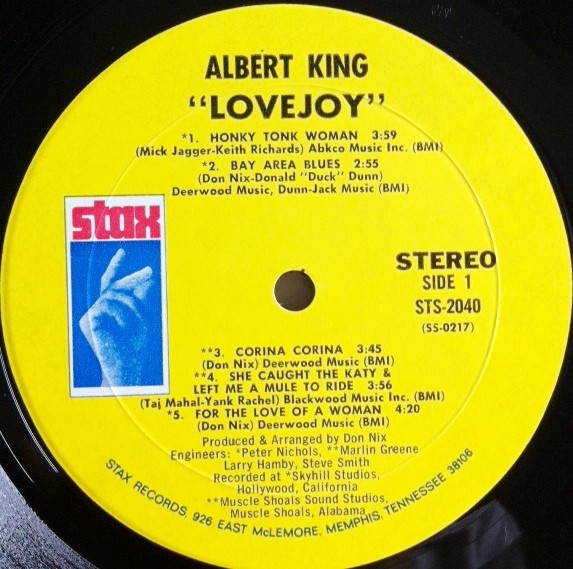 ALBERT KING
"LOVEJOY"
*1. HONKY TONK WOMAN 3:59
(Mick Jagger-Keith Richards) Abkco Music Inc. (BMI)
*2. BAY AREA BLUES 2:55
(Don Nix-Donald "Duck" Dunn)
Deerwood Music, Dunn-Jack Music (BMI)
stax
STEREO
SIDE 1
STS-2040
(SS-0217)
**3. CORINA CORINA 3:45
(Don Nix) Deerwood Music (BMI)
**4. SHE CAUGHT THE KATY &
LEFT ME A MULE TO RIDE 3:56
(Taj Mahal-Yank Rachel) Blackwood Music Inc. (BMI)
*5. FOR THE LOVE OF A WOMAN 4:20
(Don Nix) Deerwood Music (BMI)
Produced & Arranged by Don Nix
Engineers: *Peter Nichols, **Marlin Greene
Larry Hamby, Steve Smith
Recorded at *Skyhill Studios,
Hollywood, California
**Muscle Shoals Sound Studios,
Muscle Shoals, Alabama
STAX RECORDS, 926 EAST McLEMORE, MEMPHIS, TENNESSEE 38106